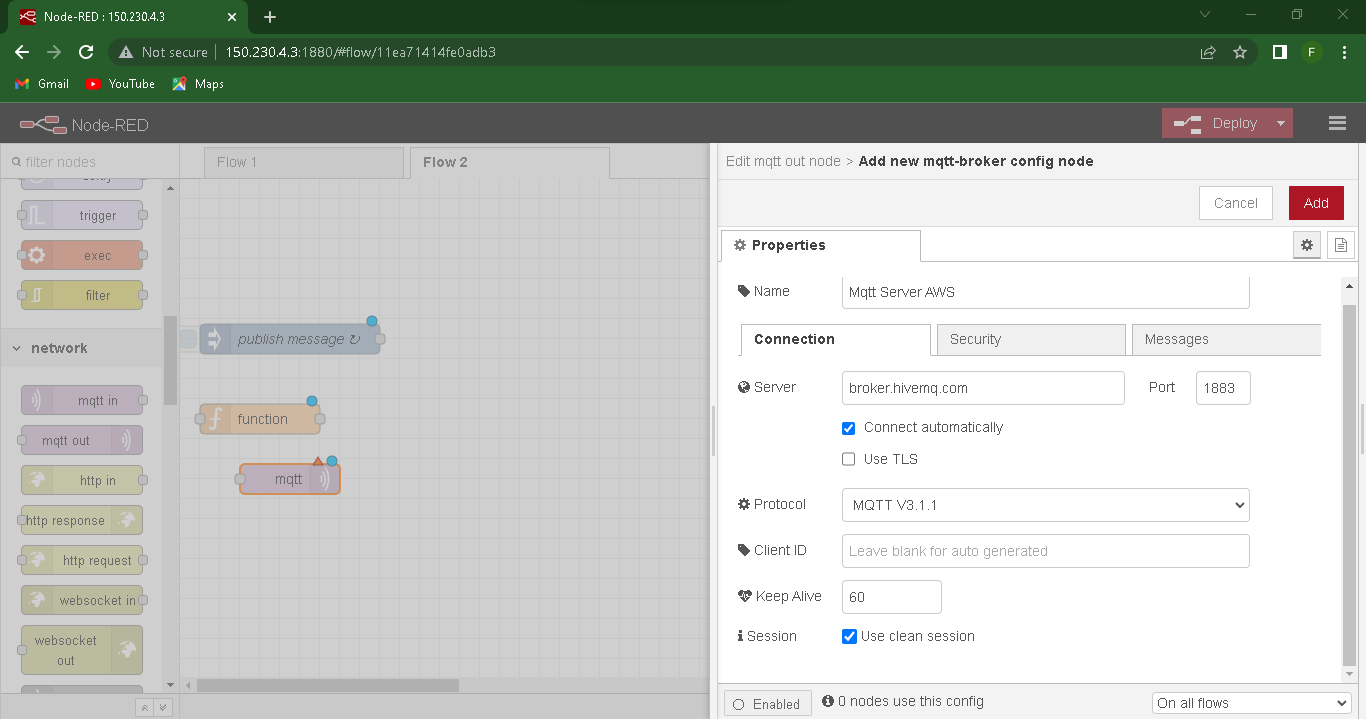 Node-RED : 150.230.4.3
Not secure
150.230.4.3:1880/#flow/11ea71414fe0adb3
F
Gmail
YouTube
Maps
Node-RED
Deploy
filter nodes
Flow 1
Flow 2
Edit mqtt out node > Add new mqtt-broker config node
Cancel
Add
Properties
trigger
exec
filter
network
mqtt in
mqtt out
http in
http response
http request
websocket in
websocket
out
publish message ↻
function
mqtt
Name
Mqtt Server AWS
Connection
Security
Messages
Server
broker.hivemq.com
Port
1883
Connect automatically
Use TLS
Protocol
MQTT V3.1.1
Client ID
Leave blank for auto generated
Keep Alive
60
Session
Use clean session
Enabled
0 nodes use this config
On all flows